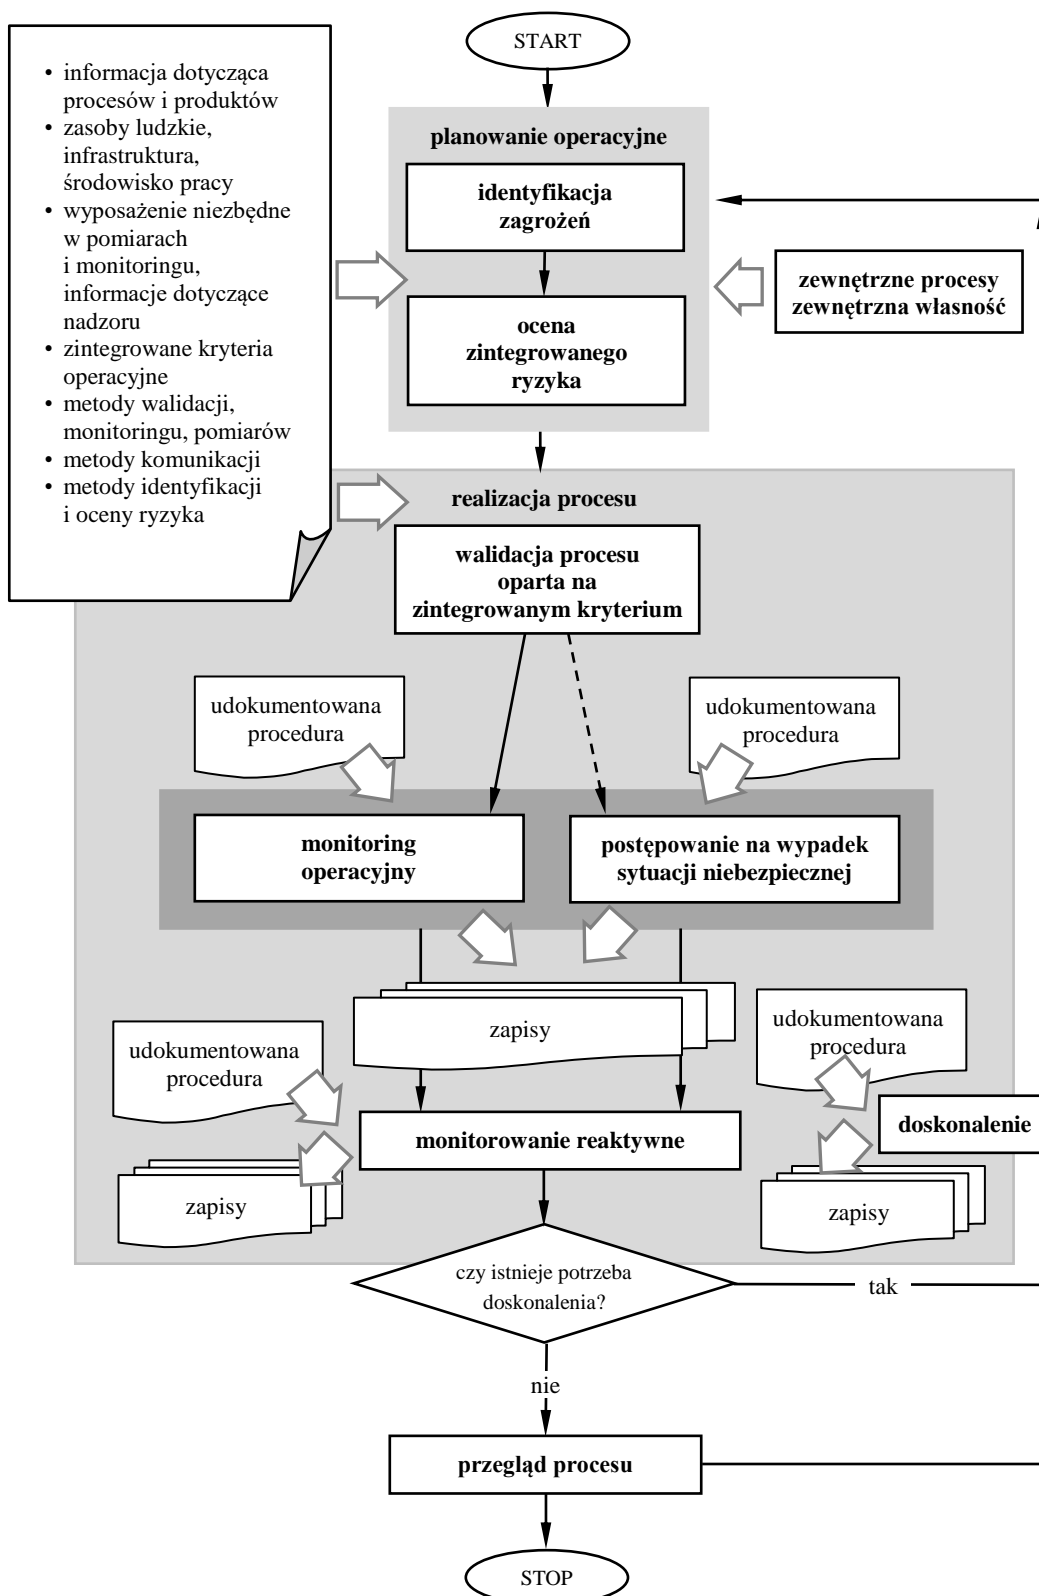 START
• informacja dotycząca
procesów i produktów
• zasoby ludzkie,
infrastruktura,
środowisko pracy
• wyposażenie niezbędne
w pomiarach
i monitoringu,
informacje dotyczące
nadzoru
• zintegrowane kryteria
operacyjne
• metody walidacji,
monitoringu, pomiarów
• metody komunikacji
• metody identyfikacji
i oceny ryzyka
planowanie operacyjne
identyfikacja
zagrożeń
zewnętrzne procesy
zewnętrzna własność
ocena
zintegrowanego
ryzyka
realizacja procesu
walidacja procesu
oparta na
zintegrowanym kryterium
udokumentowana
procedura
udokumentowana
procedura
monitoring
operacyjny
postępowanie na wypadek
sytuacji niebezpiecznej
zapisy
udokumentowana
procedura
udokumentowana
procedura
monitorowanie reaktywne
doskonalenie
zapisy
zapisy
czy istnieje potrzeba
doskonalenia?
tak
nie
przegląd procesu
STOP